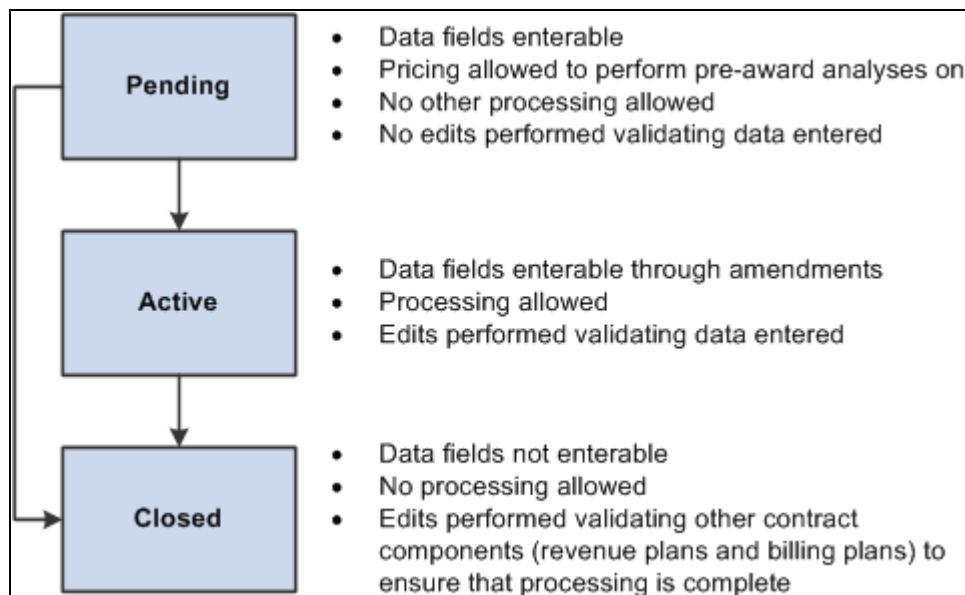 Pending
• Data fields enterable
• Pricing allowed to perform pre-award analyses on
• No other processing allowed
• No edits performed validating data entered
Active
• Data fields enterable through amendments
• Processing allowed
• Edits performed validating data entered
Closed
• Data fields not enterable
• No processing allowed
• Edits performed validating other contract
components (revenue plans and billing plans) to
ensure that processing is complete